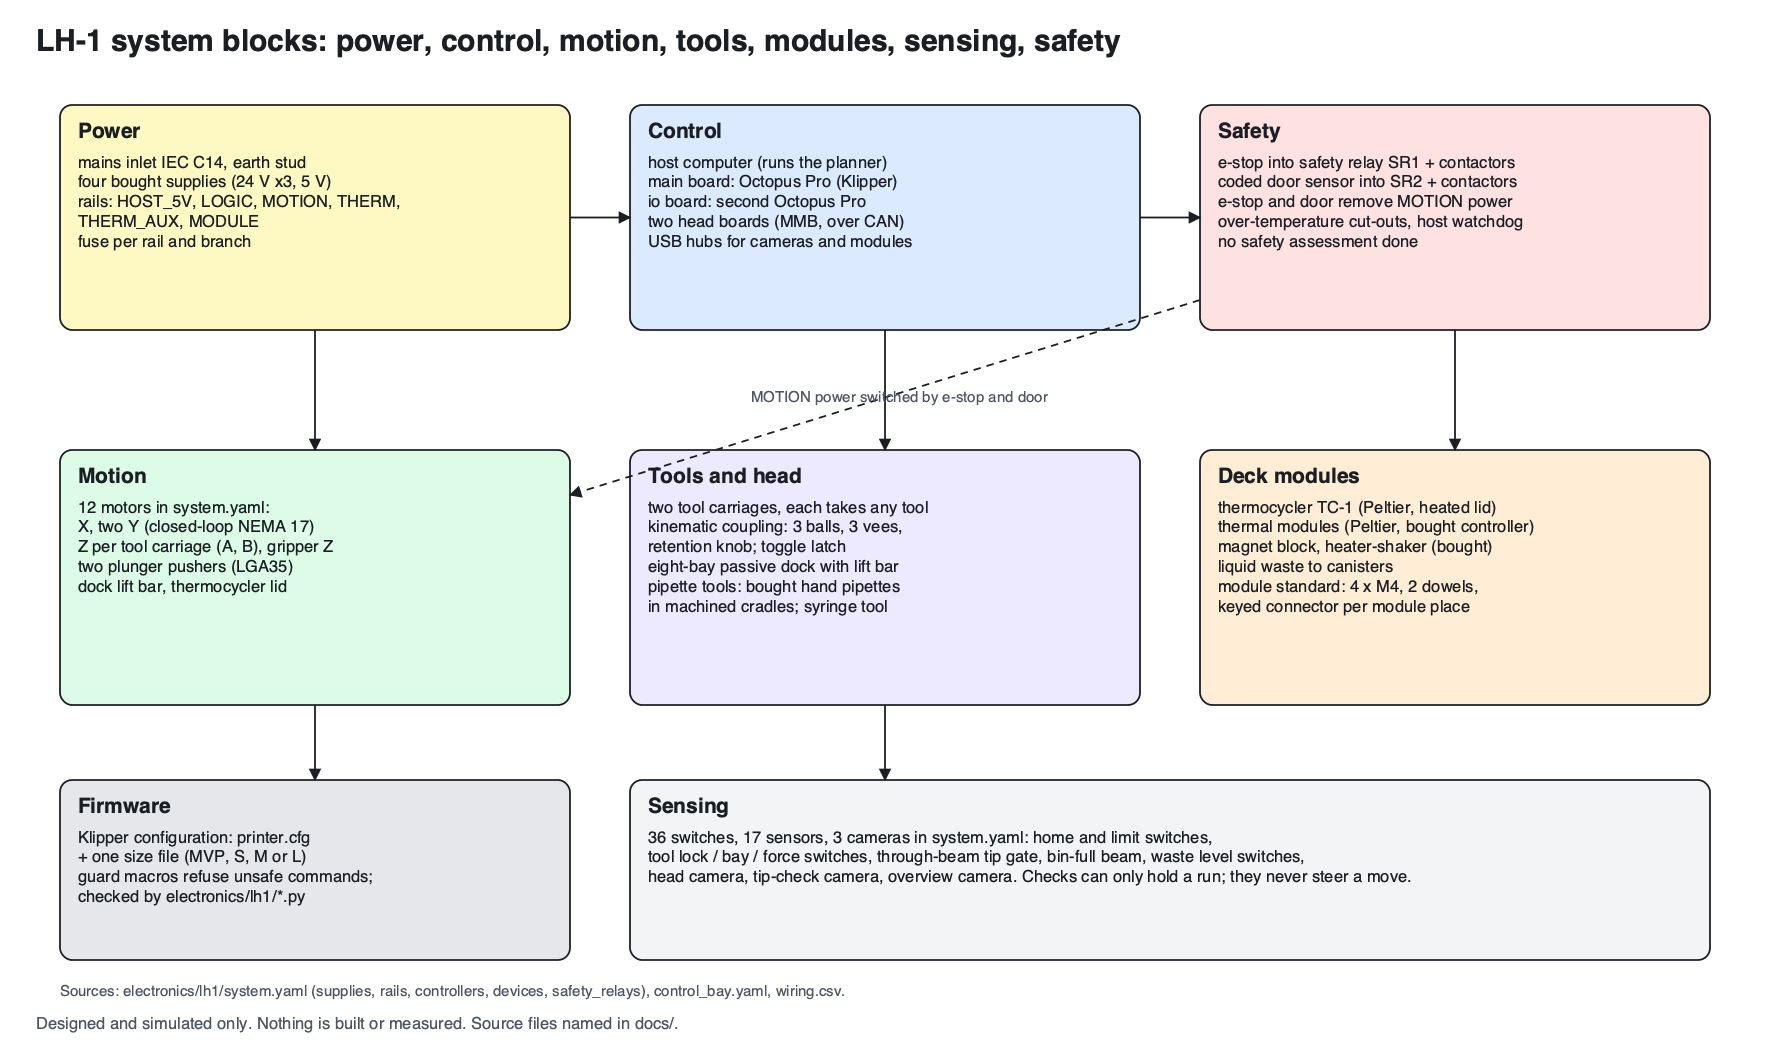 LH-1 system blocks: power, control, motion, tools, modules, sensing, safety
Power
mains inlet IEC C14, earth stud
four bought supplies (24 V x3, 5 V)
rails: HOST_5V, LOGIC, MOTION, THERM,
THERM_AUX, MODULE
fuse per rail and branch
Control
host computer (runs the planner)
main board: Octopus Pro (Klipper)
io board: second Octopus Pro
two head boards (MMB, over CAN)
USB hubs for cameras and modules
Safety
e-stop into safety relay SR1 + contactors
coded door sensor into SR2 + contactors
e-stop and door remove MOTION power
over-temperature cut-outs, host watchdog
no safety assessment done
MOTION power switched by e-stop and door
Motion
12 motors in system.yaml:
X, two Y (closed-loop NEMA 17)
Z per tool carriage (A, B), gripper Z
two plunger pushers (LGA35)
dock lift bar, thermocycler lid
Tools and head
two tool carriages, each takes any tool
kinematic coupling: 3 balls, 3 vees,
retention knob; toggle latch
eight-bay passive dock with lift bar
pipette tools: bought hand pipettes
in machined cradles; syringe tool
Deck modules
thermocycler TC-1 (Peltier, heated lid)
thermal modules (Peltier, bought controller)
magnet block, heater-shaker (bought)
liquid waste to canisters
module standard: 4 x M4, 2 dowels,
keyed connector per module place
Firmware
Klipper configuration: printer.cfg
+ one size file (MVP, S, M or L)
guard macros refuse unsafe commands;
checked by electronics/lh1/*.py
Sensing
36 switches, 17 sensors, 3 cameras in system.yaml: home and limit switches,
tool lock / bay / force switches, through-beam tip gate, bin-full beam, waste level switches,
head camera, tip-check camera, overview camera. Checks can only hold a run; they never steer a move.
Sources: electronics/lh1/system.yaml (supplies, rails, controllers, devices, safety_relays), control_bay.yaml, wiring.csv.
Designed and simulated only. Nothing is built or measured. Source files named in docs/.